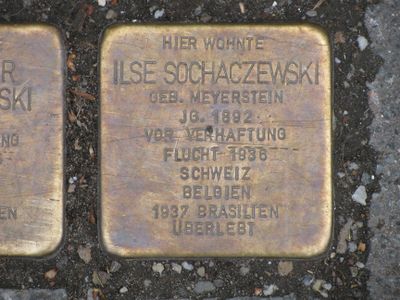 HIER WOHNTE
ILSE SOCHACZEWSKI
GEB. MEYERSTEIN
JG. 1892
VOR VERHAFTUNG
FLUCHT 1936
SCHWEIZ
BELGIEN
1937 BRASILIEN
ÜBERLEBT